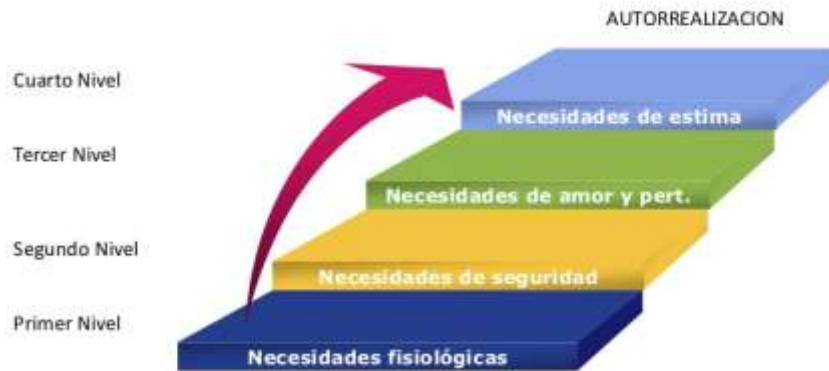 AUTORREALIZACION
Cuarto Nivel
Necesidades de estima
Tercer Nivel
Necesidades de amor y pert.
Segundo Nivel
Necesidades de seguridad
Primer Nivel
Necesidades fisiológicas